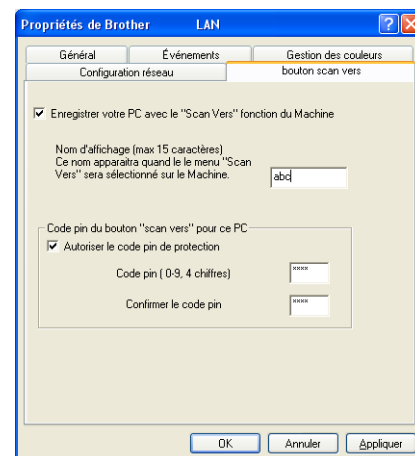 Propriétés de Brother LAN
Général Événements Gestion des couleurs
Configuration réseau bouton scan vers
Enregistrer votre PC avec le "Scan Vers" fonction du Machine
Nom d'affichage (max 15 caractères)
Ce nom apparaitra quand le le menu "Scan
Vers" sera sélectionné sur le Machine.
abc
Code pin du bouton "scan vers" pour ce PC
Autoriser le code pin de protection
Code pin ( 0-9, 4 chiffres) ××××
Confirmer le code pin ××××
OK Annuler Appliquer